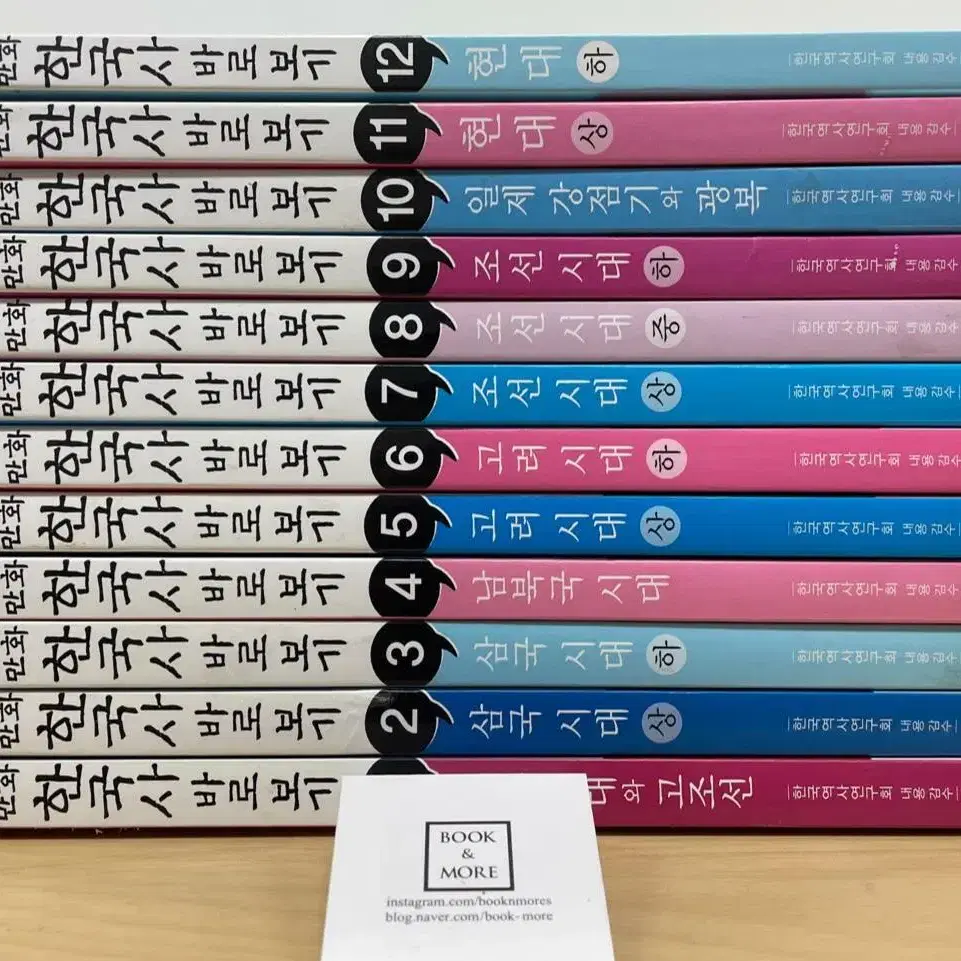 만화 한국사 바로 보기 12 현대 하 한국역사연구회 내용 감수
만화 한국사 바로 보기 11 현대 상 한국역사연구회 내용 감수
만화 한국사 바로 보기 10 일제 강점기와 광복 한국역사연구회 내용 감수
만화 한국사 바로 보기 9 조선 시대 하 한국역사연구회 내용 감수
만화 한국사 바로 보기 8 조선 시대 중 한국역사연구회 내용 감수
만화 한국사 바로 보기 7 조선 시대 상 한국역사연구회 내용 감수
만화 한국사 바로 보기 6 고려 시대 하 한국역사연구회 내용 감수
만화 한국사 바로 보기 5 고려 시대 상 한국역사연구회 내용 감수
만화 한국사 바로 보기 4 남북국 시대 한국역사연구회 내용 감수
만화 한국사 바로 보기 3 삼국 시대 하 한국역사연구회 내용 감수
만화 한국사 바로 보기 2 삼국 시대 상 한국역사연구회 내용 감수
만화 한국사 바로 보기 대와 고조선 한국역사연구회 내용 감수
BOOK
&
MORE
instagram.com/booknmores
blog.naver.com/book-more